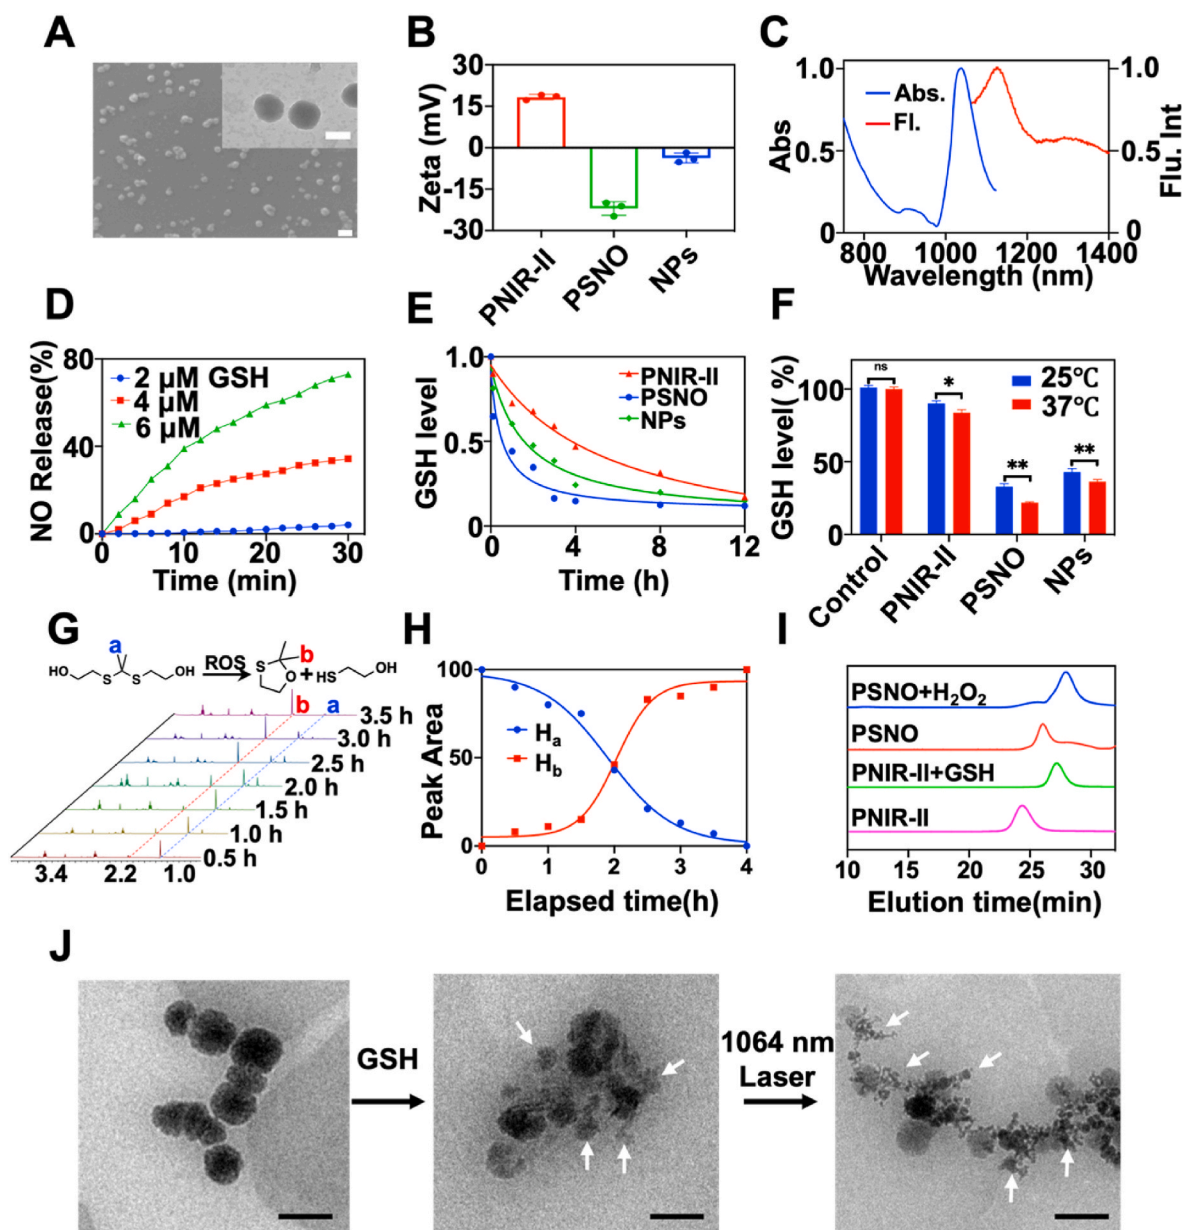 A
B
30
15
0
-15
-30
Zeta (mV)
PNIR-II
PSNO
NPs
C
1.0
0.5
0
Abs
Abs.
Fl.
1.0
0.5
0
Flu. Int
800 1000 1200 1400
Wavelength (nm)
D
80
40
0
NO Release(%)
2 μM GSH
4 μM
6 μM
0 10 20 30
Time (min)
E
1.0
0.5
0
GSH level
PNIR-II
PSNO
NPs
0 4 8 12
Time (h)
F
100
50
0
GSH level( %)
ns
*
**
**
25℃
37℃
Control
PNIR-II
PSNO
NPs
G
a
HO S S OH
ROS
S O b
+
HS OH
b a
3.5 h
3.0 h
2.5 h
2.0 h
1.5 h
1.0 h
0.5 h
3.4 2.2 1.0
H
100
50
0
Peak Area
Ha
Hb
0 1 2 3 4
Elapsed time(h)
I
PSNO+H₂O₂
PSNO
PNIR-II+GSH
PNIR-II
10 15 20 25 30
Elution time(min)
J
GSH
1064 nm
Laser